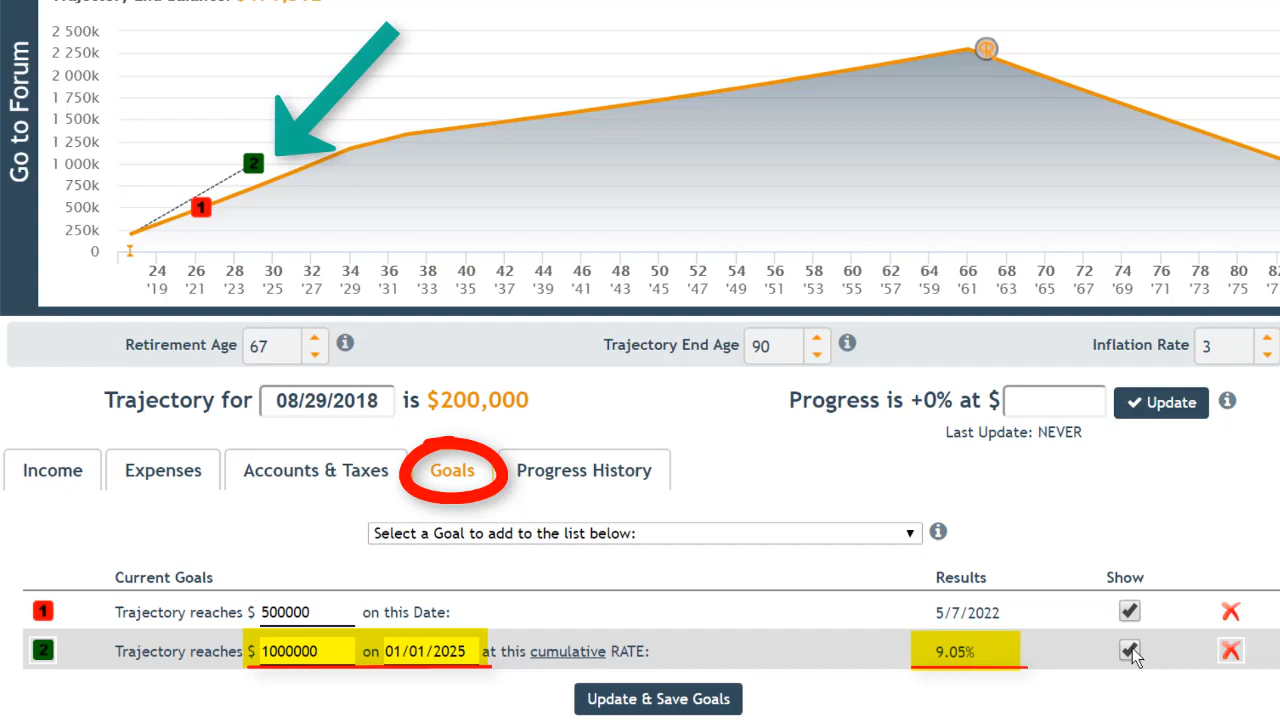 Go to Forum
2 500k
2 250k
2 000k
1 750k
1 500k
1 250k
1 000k
750k
500k
250k
0
2
1
24 26 28 30 32 34 36 38 40 42 44 46 48 50 52 54 56 58 60 62 64 66 68 70 72 74 76 78 80
'19 '21 '23 '25 '27 '29 '31 '33 '35 '37 '39 '41 '43 '45 '47 '49 '51 '53 '55 '57 '59 '61 '63 '65 '67 '69 '71 '73 '75
Retirement Age 67 Trajectory End Age 90 Inflation Rate 3
Trajectory for 08/29/2018 is $200,000 Progress is +0% at $ Update
Last Update: NEVER
Income Expenses Accounts & Taxes Goals Progress History
Select a Goal to add to the list below:
Current Goals Results Show
1 Trajectory reaches $ 500000 on this Date: 5/7/2022
2 Trajectory reaches $ 1000000 on 01/01/2025 at this cumulative RATE: 9.05%
Update & Save Goals